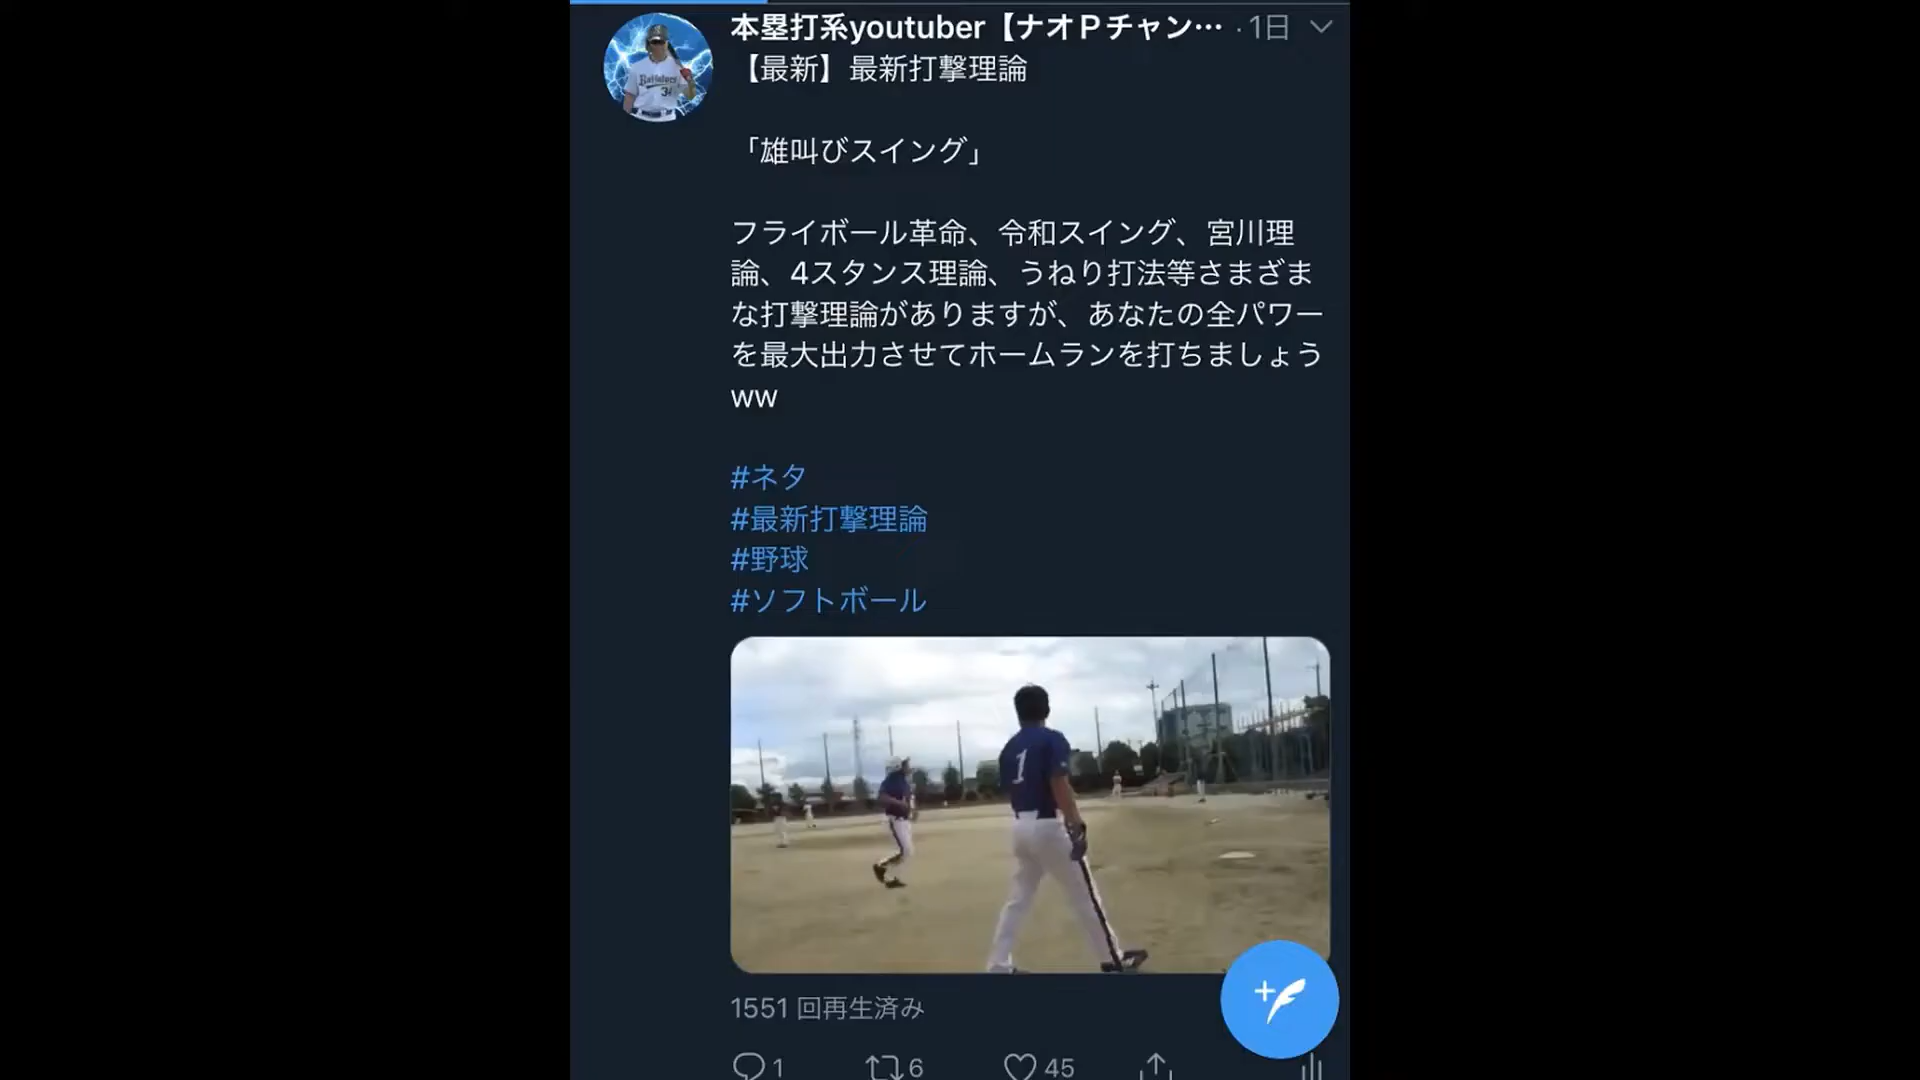 本塁打系youtuber【ナオPチャン… · 1日
【最新】最新打撃理論
「雄叫びスイング」
フライボール革命、令和スイング、宮川理
論、4スタンス理論、うねり打法等さまざま
な打撃理論がありますが、あなたの全パワー
を最大出力させてホームランを打ちましょう
ww
#ネタ
#最新打撃理論
#野球
#ソフトボール
1
1551 回再生済み
1 6 45